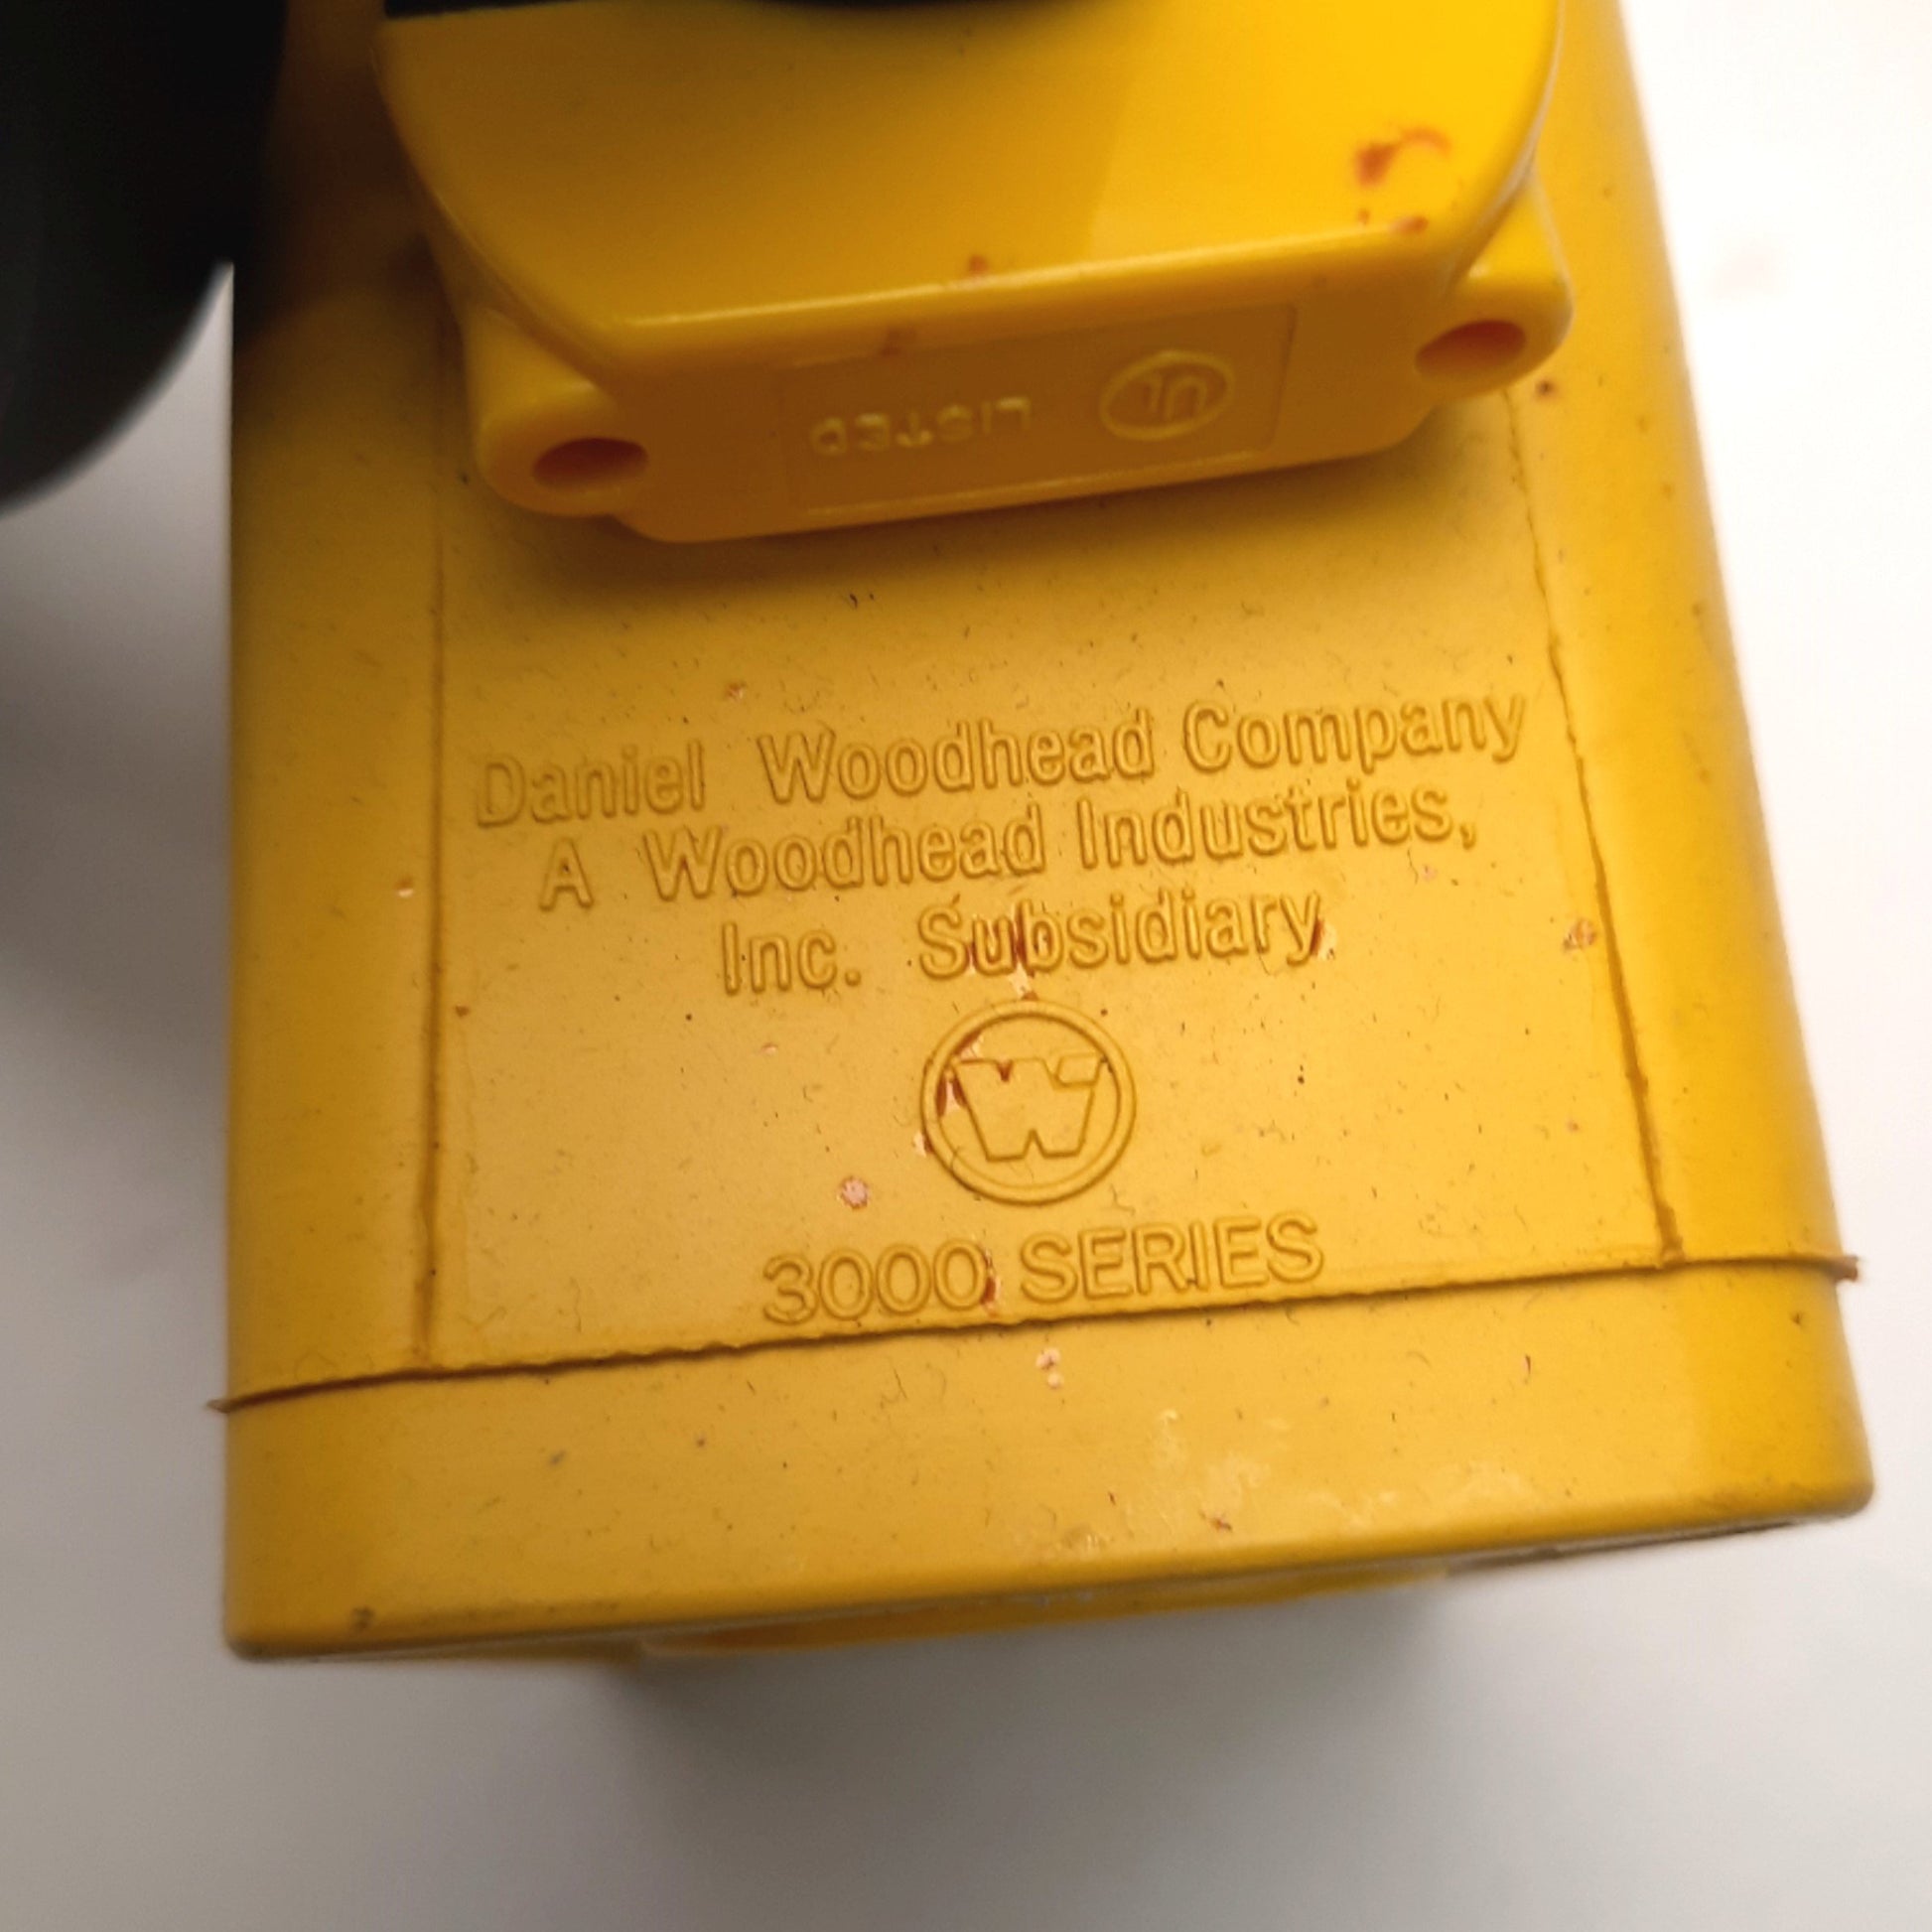 UL LISTED
Daniel Woodhead Company
A Woodhead Industries,
Inc. Subsidiary
W
3000 SERIES